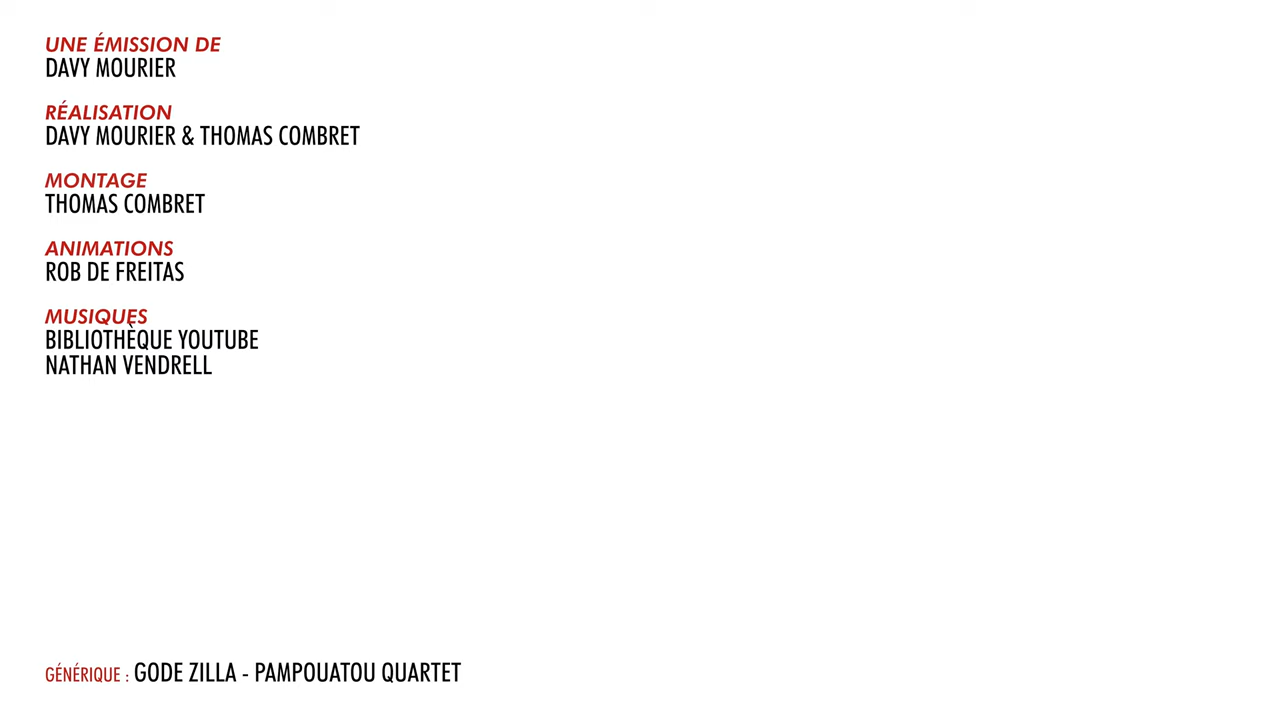 UNE ÉMISSION DE
DAVY MOURIER
RÉALISATION
DAVY MOURIER & THOMAS COMBRET
MONTAGE
THOMAS COMBRET
ANIMATIONS
ROB DE FREITAS
MUSIQUES
BIBLIOTHÈQUE YOUTUBE
NATHAN VENDRELL
GÉNÉRIQUE : GODE ZILLA - PAMPOUATOU QUARTET